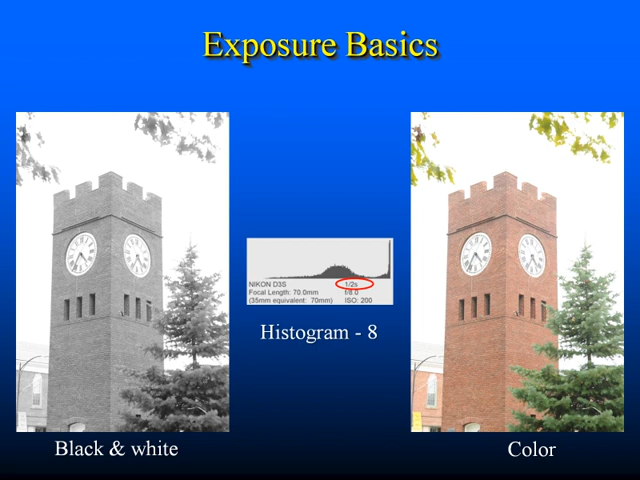 Exposure Basics
NIKON D3S 1/2s
Focal Length: 70.0mm f/8.0
(35mm equivalent: 70mm) ISO: 200
Histogram - 8
Black & white
Color